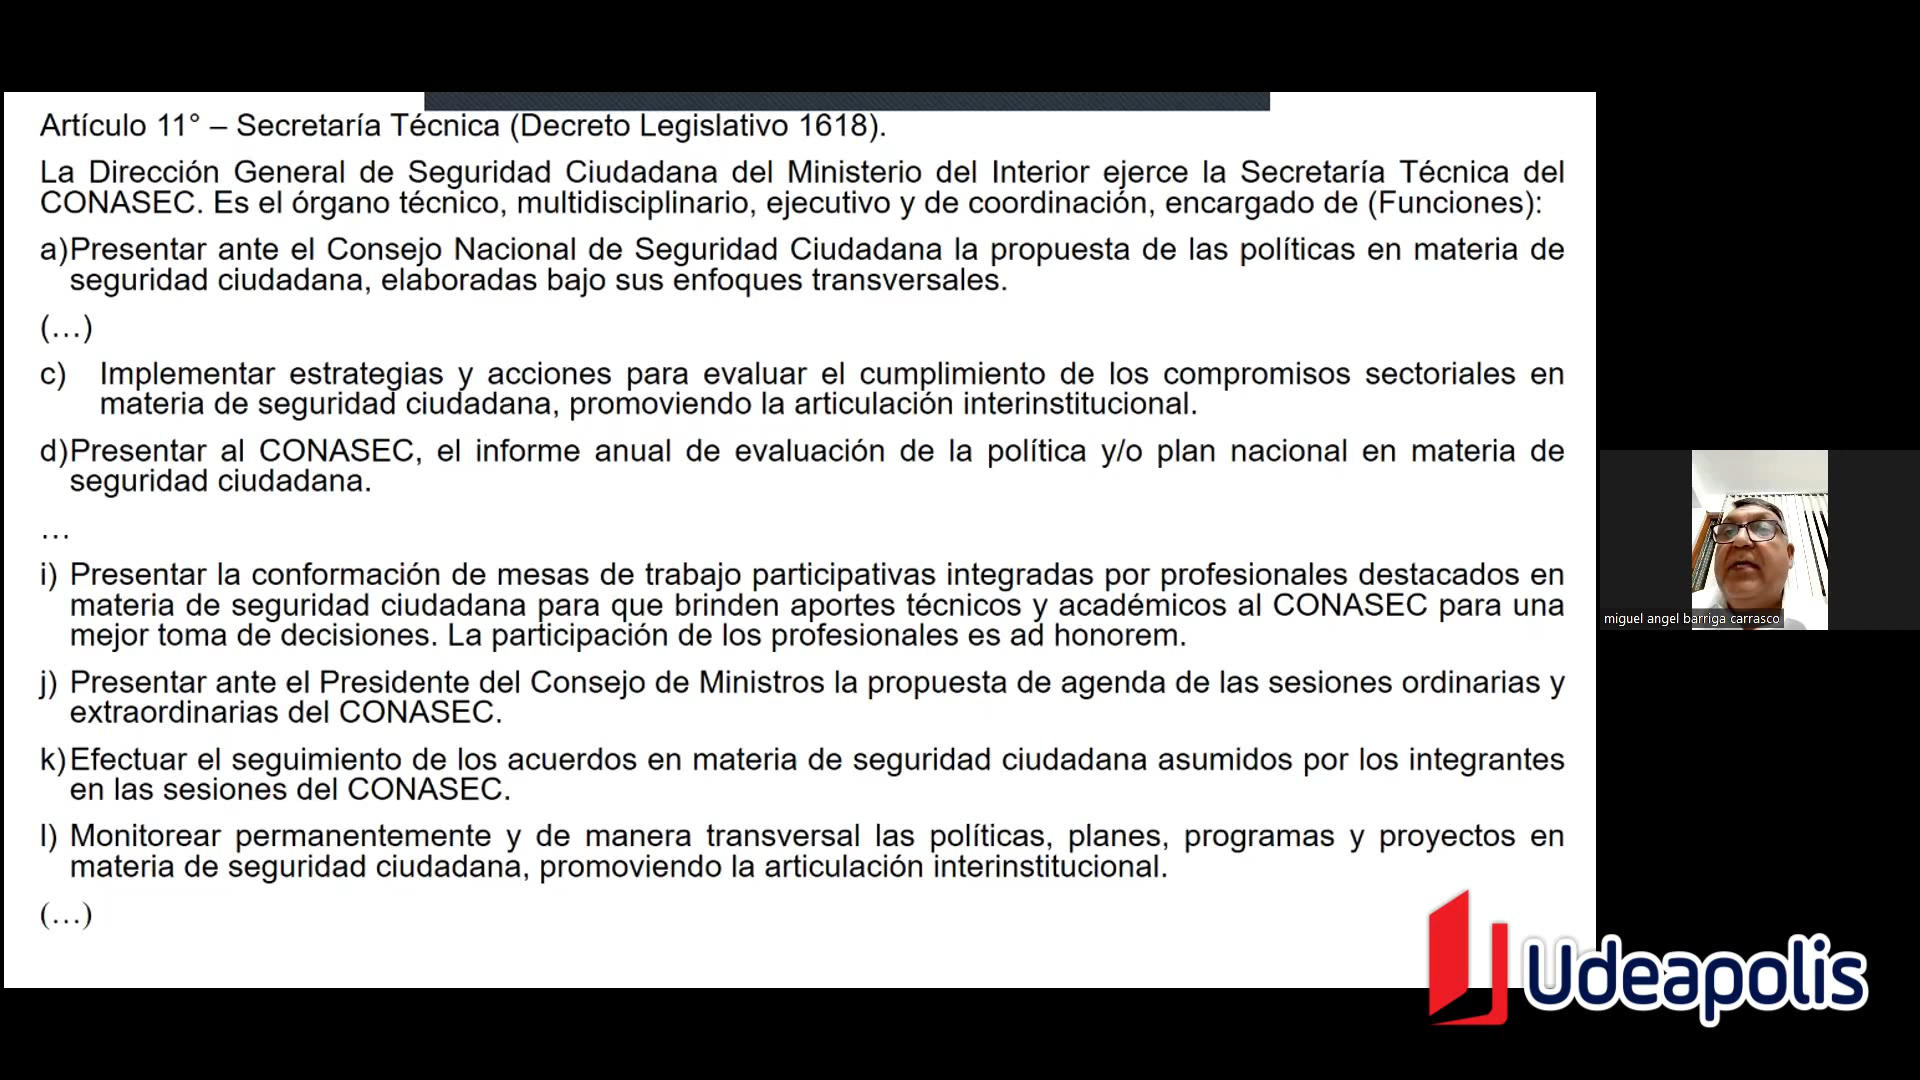 Artículo 11° – Secretaría Técnica (Decreto Legislativo 1618).
La Dirección General de Seguridad Ciudadana del Ministerio del Interior ejerce la Secretaría Técnica del
CONASEC. Es el órgano técnico, multidisciplinario, ejecutivo y de coordinación, encargado de (Funciones):
a)Presentar ante el Consejo Nacional de Seguridad Ciudadana la propuesta de las políticas en materia de
seguridad ciudadana, elaboradas bajo sus enfoques transversales.
(…)
c) Implementar estrategias y acciones para evaluar el cumplimiento de los compromisos sectoriales en
materia de seguridad ciudadana, promoviendo la articulación interinstitucional.
d)Presentar al CONASEC, el informe anual de evaluación de la política y/o plan nacional en materia de
seguridad ciudadana.
…
i) Presentar la conformación de mesas de trabajo participativas integradas por profesionales destacados en
materia de seguridad ciudadana para que brinden aportes técnicos y académicos al CONASEC para una
mejor toma de decisiones. La participación de los profesionales es ad honorem.
j) Presentar ante el Presidente del Consejo de Ministros la propuesta de agenda de las sesiones ordinarias y
extraordinarias del CONASEC.
k)Efectuar el seguimiento de los acuerdos en materia de seguridad ciudadana asumidos por los integrantes
en las sesiones del CONASEC.
l) Monitorear permanentemente y de manera transversal las políticas, planes, programas y proyectos en
materia de seguridad ciudadana, promoviendo la articulación interinstitucional.
(…)
miguel angel barriga carrasco
Udeapolis